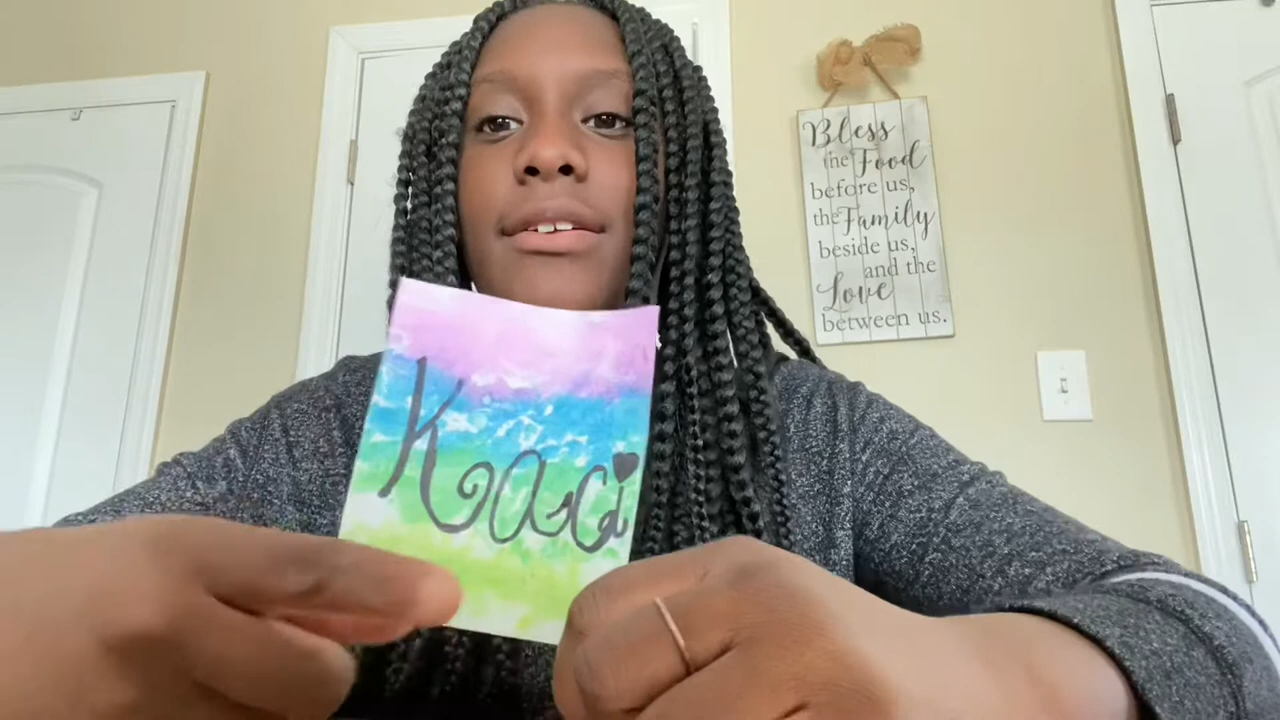 Kaci
Bless
the Food
before us,
the Family
beside us,
and the
Love
between us.